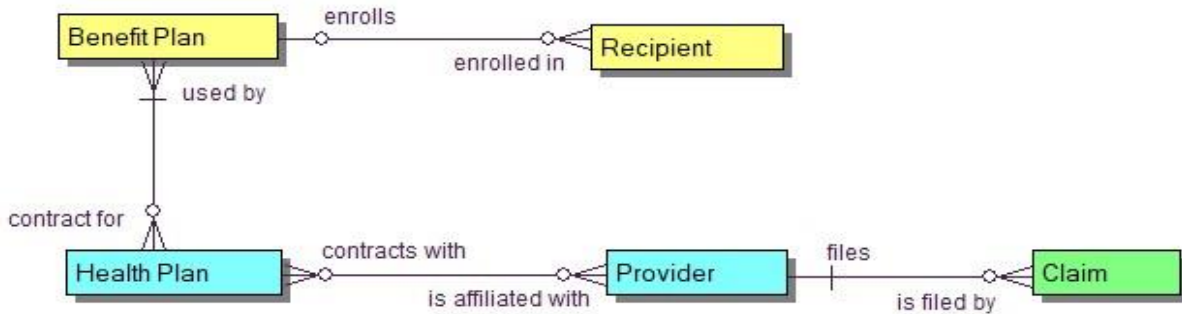 enrolls
Benefit Plan
Recipient
enrolled in
used by
contract for
contracts with
files
Health Plan
Provider
Claim
is affiliated with
is filed by